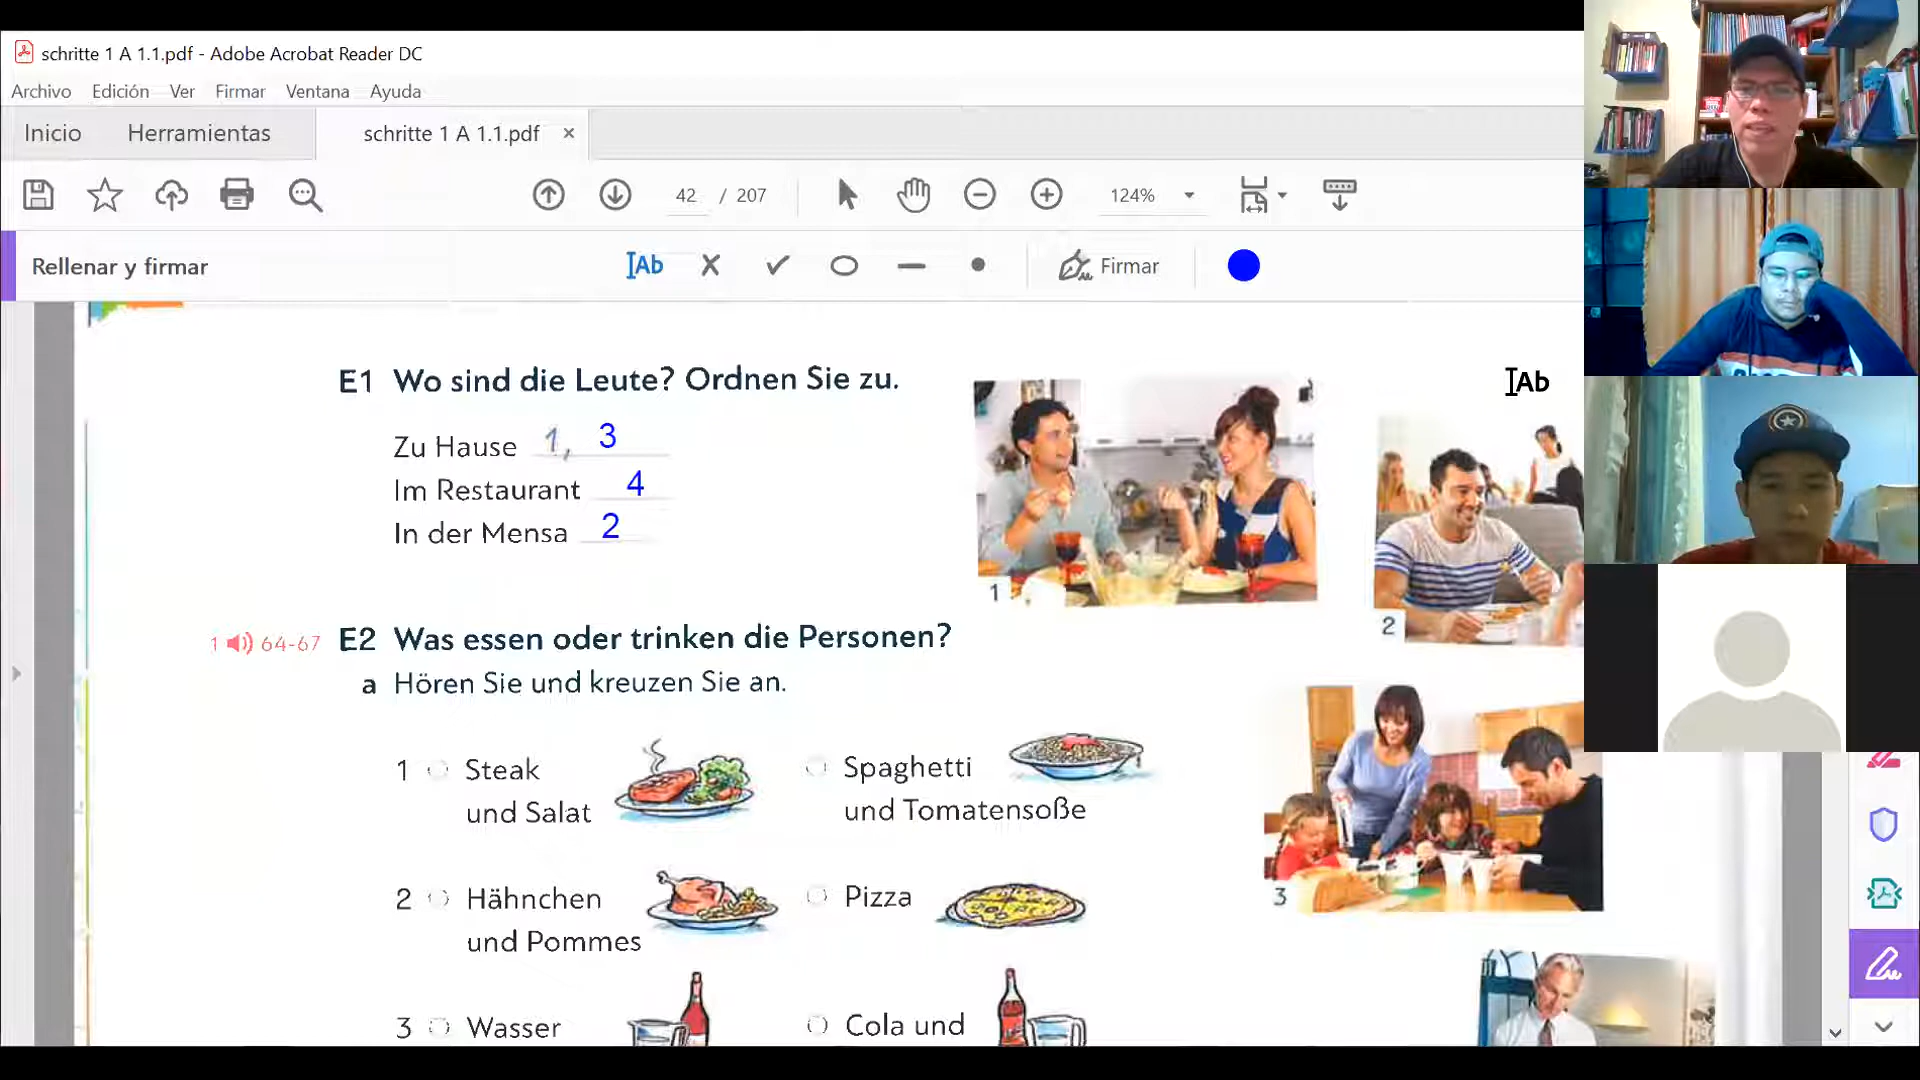 schritte 1 A 1.1.pdf - Adobe Acrobat Reader DC
Archivo Edición Ver Firmar Ventana Ayuda
Inicio Herramientas schritte 1 A 1.1.pdf ×
42 / 207 124%
Rellenar y firmar Ab Firmar
E1 Wo sind die Leute? Ordnen Sie zu.
Ab
Zu Hause 1, 3
Im Restaurant 4
In der Mensa 2
1
2
1 64-67 E2 Was essen oder trinken die Personen?
a Hören Sie und kreuzen Sie an.
1 Steak und Salat
Spaghetti und Tomatensoße
3
2 Hähnchen und Pommes
Pizza
3 Wasser
Cola und